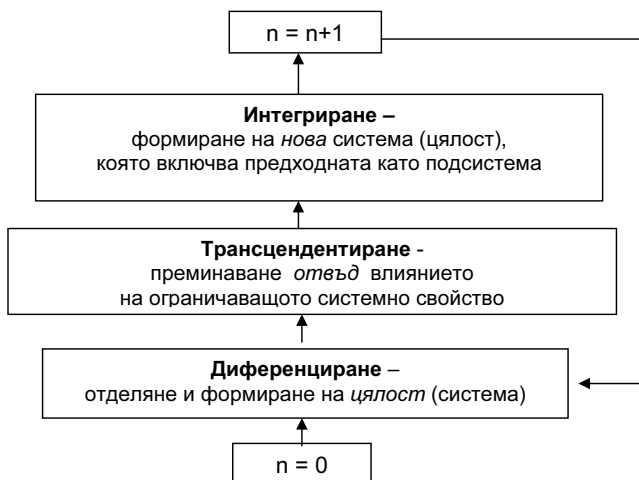 n = n+1
Интегриране –
формиране на нова система (цялост),
която включва предходната като подсистема
Трансцендентиране -
преминаване отвъд влиянието
на ограничаващото системно свойство
Диференциране –
отделяне и формиране на цялост (система)
n = 0